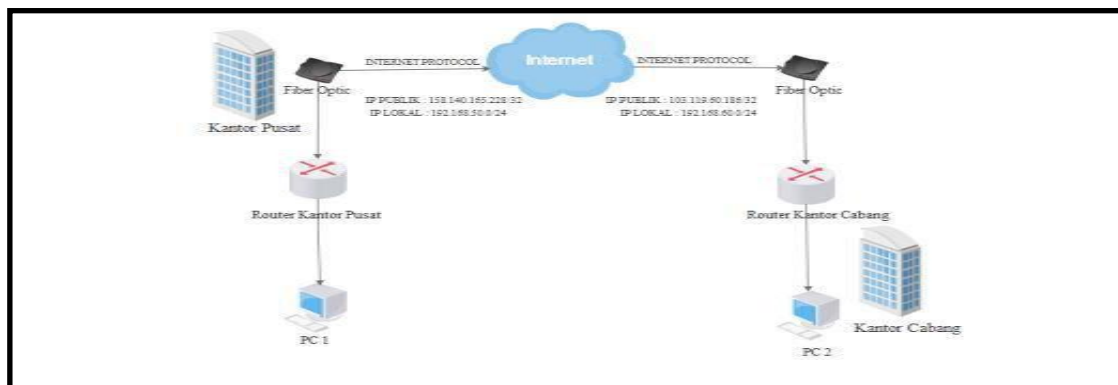 INTERNET PROTOCOL
Internet
INTERNET PROTOCOL
Fiber Optic
Fiber Optic
IP PUBLIK : 158.140.165.228/32
IP LOKAL : 192.168.50.0/24
IP PUBLIK : 103.119.60.186/32
IP LOKAL : 192.168.60.0/24
Kantor Pusat
Router Kantor Pusat
Router Kantor Cabang
PC 1
Kantor Cabang
PC 2